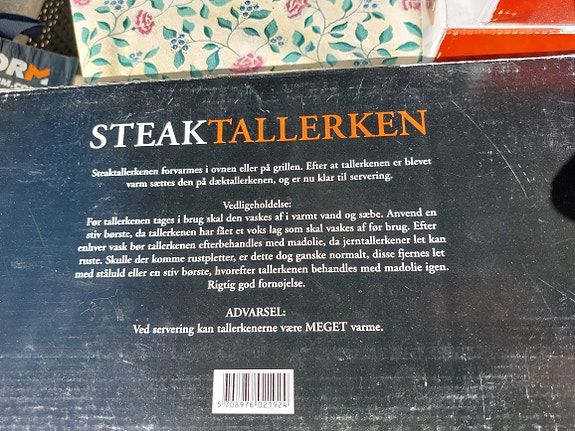 ORM
STEAKTALLERKEN
Steaktallerkenen forvarmes i ovnen eller på grillen. Efter at tallerkenen er blevet
varm sættes den på dæktallerkenen, og er nu klar til servering.
Vedligeholdelse:
Før tallerkenen tages i brug skal den vaskes af i varmt vand og sæbe. Anvend en
stiv børste, da tallerkenen har fået et voks lag som skal vaskes af før brug. Efter
enhver vask bør tallerkenen efterbehandles med madolie, da jerntallerkener let kan
ruste. Skulle der komme rustpletter, er dette dog ganske normalt, disse fjernes let
med ståluld eller en stiv børste, hvorefter tallerkenen behandles med madolie igen.
Rigtig god fornøjelse.
ADVARSEL:
Ved servering kan tallerkenerne være MEGET varme.
5 708976 021924